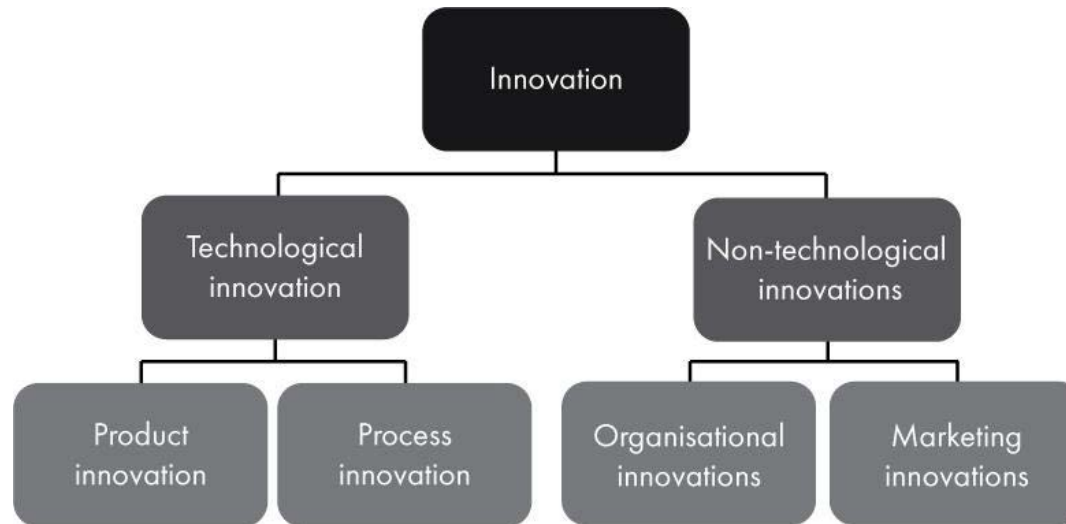 Innovation
Technological
innovation
Non-technological
innovations
Product
innovation
Process
innovation
Organisational
innovations
Marketing
innovations